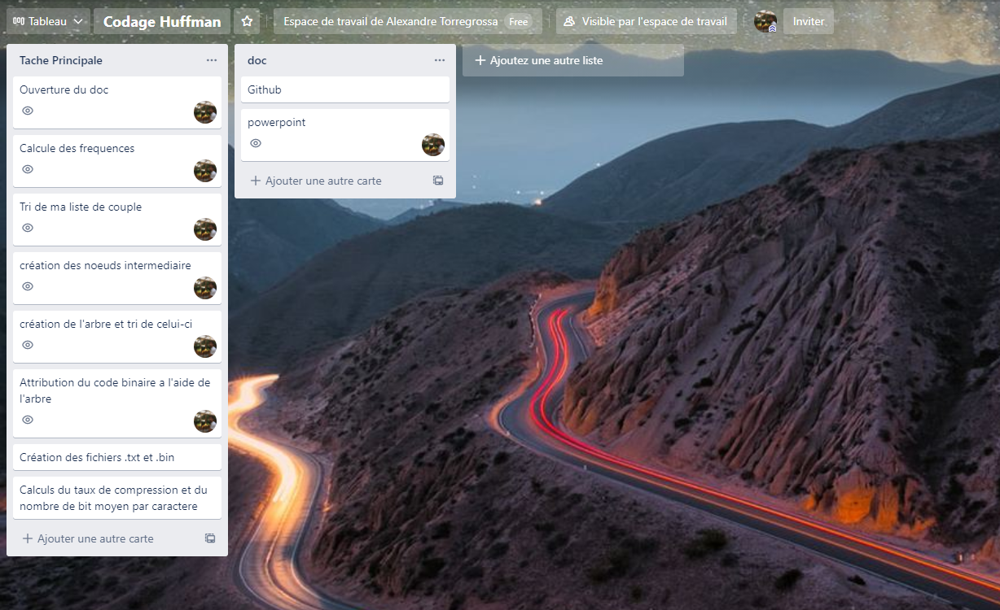 Tableau
Codage Huffman
Espace de travail de Alexandre Torregrossa
Free
Visible par l'espace de travail
Inviter
Tache Principale
Ouverture du doc
Calcule des frequences
Tri de ma liste de couple
création des noeuds intermediaire
création de l'arbre et tri de celui-ci
Attribution du code binaire a l'aide de
l'arbre
Création des fichiers .txt et .bin
Calculs du taux de compression et du
nombre de bit moyen par caractere
+ Ajouter une autre carte
doc
Github
powerpoint
+ Ajouter une autre carte
+ Ajoutez une autre liste